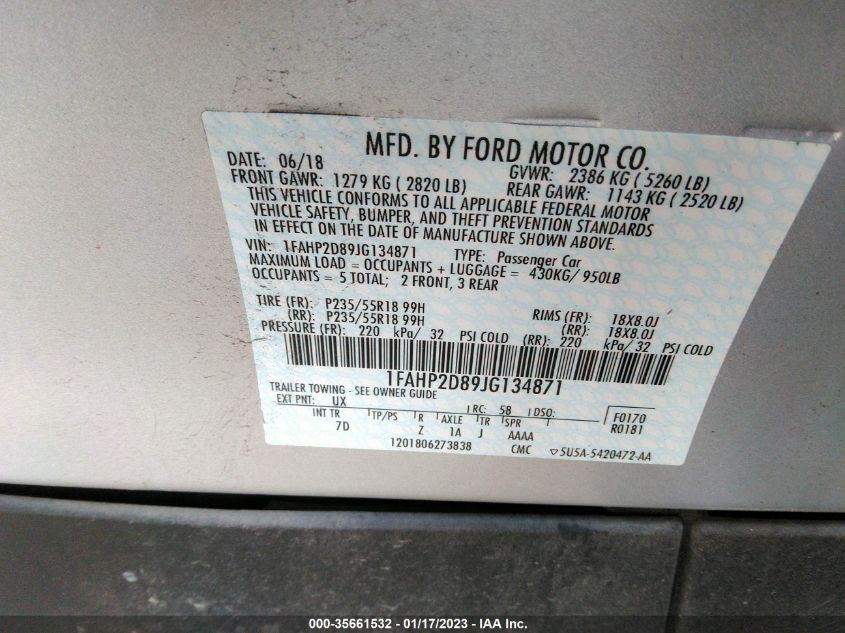 MFD. BY FORD MOTOR CO.
DATE: 06/18 GVWR: 2386 KG ( 5260 LB)
FRONT GAWR: 1279 KG ( 2820 LB) REAR GAWR: 1143 KG ( 2520 LB)
THIS VEHICLE CONFORMS TO ALL APPLICABLE FEDERAL MOTOR
VEHICLE SAFETY, BUMPER, AND THEFT PREVENTION STANDARDS
IN EFFECT ON THE DATE OF MANUFACTURE SHOWN ABOVE.
VIN: 1FAHP2D89JG134871 TYPE: Passenger Car
MAXIMUM LOAD = OCCUPANTS + LUGGAGE = 430KG/ 950LB
OCCUPANTS = 5 TOTAL; 2 FRONT, 3 REAR
TIRE (FR): P235/55R18 99H RIMS (FR): 18X8.0J
(RR): P235/55R18 99H (RR): 18X8.0J
PRESSURE (FR): 220 kPa/ 32 PSI COLD (RR): 220 kPa/ 32 PSI COLD
1FAHP2D89JG134871
TRAILER TOWING - SEE OWNER GUIDE
EXT PNT: UX RC: 58 DSO: F0170
INT TR TP/PS R AXLE TR SPR R0181
7D Z 1A J AAAA
1201806273838 CMC ▽5U5A-5420472-AA
000-35661532 - 01/17/2023 - IAA Inc.